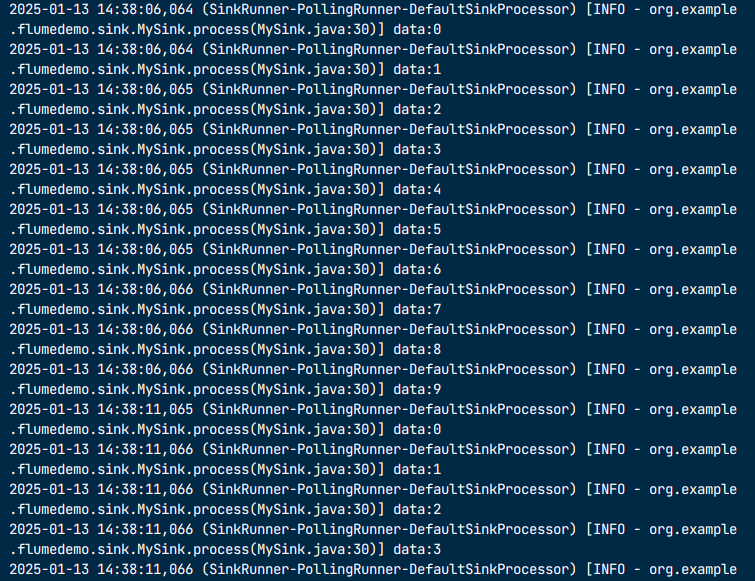 2025-01-13 14:38:06,064 (SinkRunner-PollingRunner-DefaultSinkProcessor) [INFO - org.example
.flumedemo.sink.MySink.process(MySink.java:30)] data:0
2025-01-13 14:38:06,064 (SinkRunner-PollingRunner-DefaultSinkProcessor) [INFO - org.example
.flumedemo.sink.MySink.process(MySink.java:30)] data:1
2025-01-13 14:38:06,065 (SinkRunner-PollingRunner-DefaultSinkProcessor) [INFO - org.example
.flumedemo.sink.MySink.process(MySink.java:30)] data:2
2025-01-13 14:38:06,065 (SinkRunner-PollingRunner-DefaultSinkProcessor) [INFO - org.example
.flumedemo.sink.MySink.process(MySink.java:30)] data:3
2025-01-13 14:38:06,065 (SinkRunner-PollingRunner-DefaultSinkProcessor) [INFO - org.example
.flumedemo.sink.MySink.process(MySink.java:30)] data:4
2025-01-13 14:38:06,065 (SinkRunner-PollingRunner-DefaultSinkProcessor) [INFO - org.example
.flumedemo.sink.MySink.process(MySink.java:30)] data:5
2025-01-13 14:38:06,065 (SinkRunner-PollingRunner-DefaultSinkProcessor) [INFO - org.example
.flumedemo.sink.MySink.process(MySink.java:30)] data:6
2025-01-13 14:38:06,066 (SinkRunner-PollingRunner-DefaultSinkProcessor) [INFO - org.example
.flumedemo.sink.MySink.process(MySink.java:30)] data:7
2025-01-13 14:38:06,066 (SinkRunner-PollingRunner-DefaultSinkProcessor) [INFO - org.example
.flumedemo.sink.MySink.process(MySink.java:30)] data:8
2025-01-13 14:38:06,066 (SinkRunner-PollingRunner-DefaultSinkProcessor) [INFO - org.example
.flumedemo.sink.MySink.process(MySink.java:30)] data:9
2025-01-13 14:38:11,065 (SinkRunner-PollingRunner-DefaultSinkProcessor) [INFO - org.example
.flumedemo.sink.MySink.process(MySink.java:30)] data:0
2025-01-13 14:38:11,066 (SinkRunner-PollingRunner-DefaultSinkProcessor) [INFO - org.example
.flumedemo.sink.MySink.process(MySink.java:30)] data:1
2025-01-13 14:38:11,066 (SinkRunner-PollingRunner-DefaultSinkProcessor) [INFO - org.example
.flumedemo.sink.MySink.process(MySink.java:30)] data:2
2025-01-13 14:38:11,066 (SinkRunner-PollingRunner-DefaultSinkProcessor) [INFO - org.example
.flumedemo.sink.MySink.process(MySink.java:30)] data:3
2025-01-13 14:38:11,066 (SinkRunner-PollingRunner-DefaultSinkProcessor) [INFO - org.example